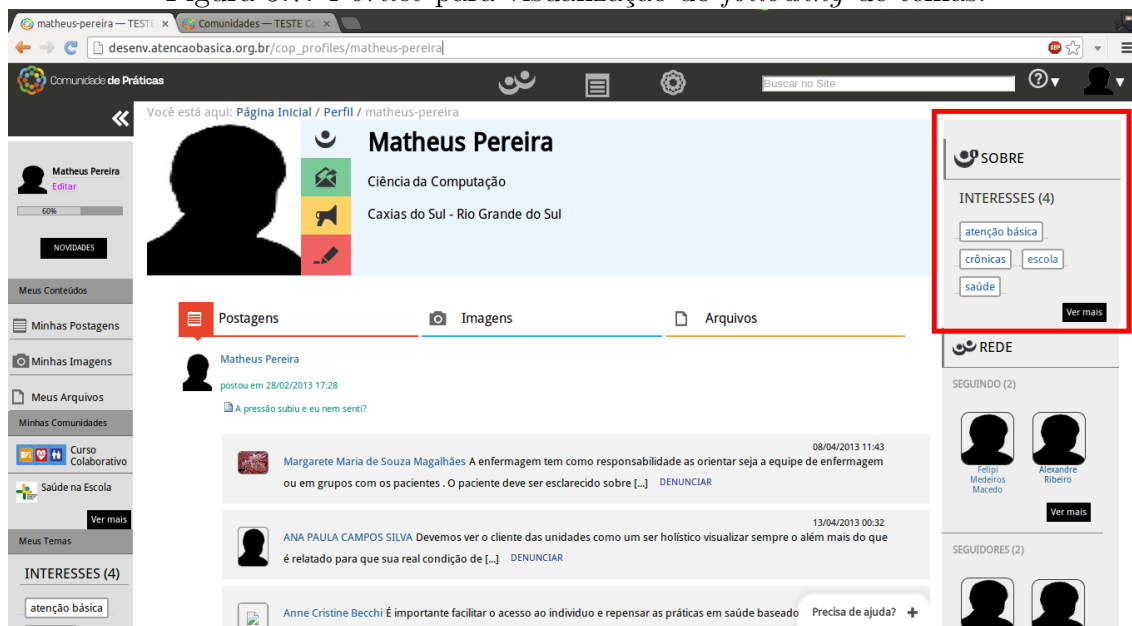 matheus-pereira — TESTE
Comunidades — TESTE Co
desenv.atencaobasica.org.br/cop_profiles/matheus-pereira
ABP
Comunidade de Práticas
Buscar no Site
Você está aqui: Página Inicial / Perfil / matheus-pereira
Matheus Pereira
Editar
60%
NOVIDADES
Meus Conteúdos
Minhas Postagens
Minhas Imagens
Meus Arquivos
Minhas Comunidades
Curso
Colaborativo
Saúde na Escola
Ver mais
Meus Temas
INTERESSES (4)
atenção básica
Matheus Pereira
Ciência da Computação
Caxias do Sul - Rio Grande do Sul
Postagens
Imagens
Arquivos
Matheus Pereira
postou em 28/02/2013 17:28
A pressão subiu e eu nem senti?
08/04/2013 11:43
Margarete Maria de Souza Magalhães A enfermagem tem como responsabilidade as orientar seja a equipe de enfermagem
ou em grupos com os pacientes . O paciente deve ser esclarecido sobre [...] DENUNCIAR
13/04/2013 00:32
ANA PAULA CAMPOS SILVA Devemos ver o cliente das unidades como um ser holístico visualizar sempre o além mais do que
é relatado para que sua real condição de [...] DENUNCIAR
Anne Cristine Becchi É importante facilitar o acesso ao individuo e repensar as práticas em saúde baseado
Precisa de ajuda? +
SOBRE
INTERESSES (4)
atenção básica
crônicas
escola
saúde
Ver mais
REDE
SEGUINDO (2)
Felipi
Medeiros
Macedo
Alexandre
Ribeiro
Ver mais
SEGUIDORES (2)